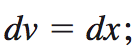 dv = dx;